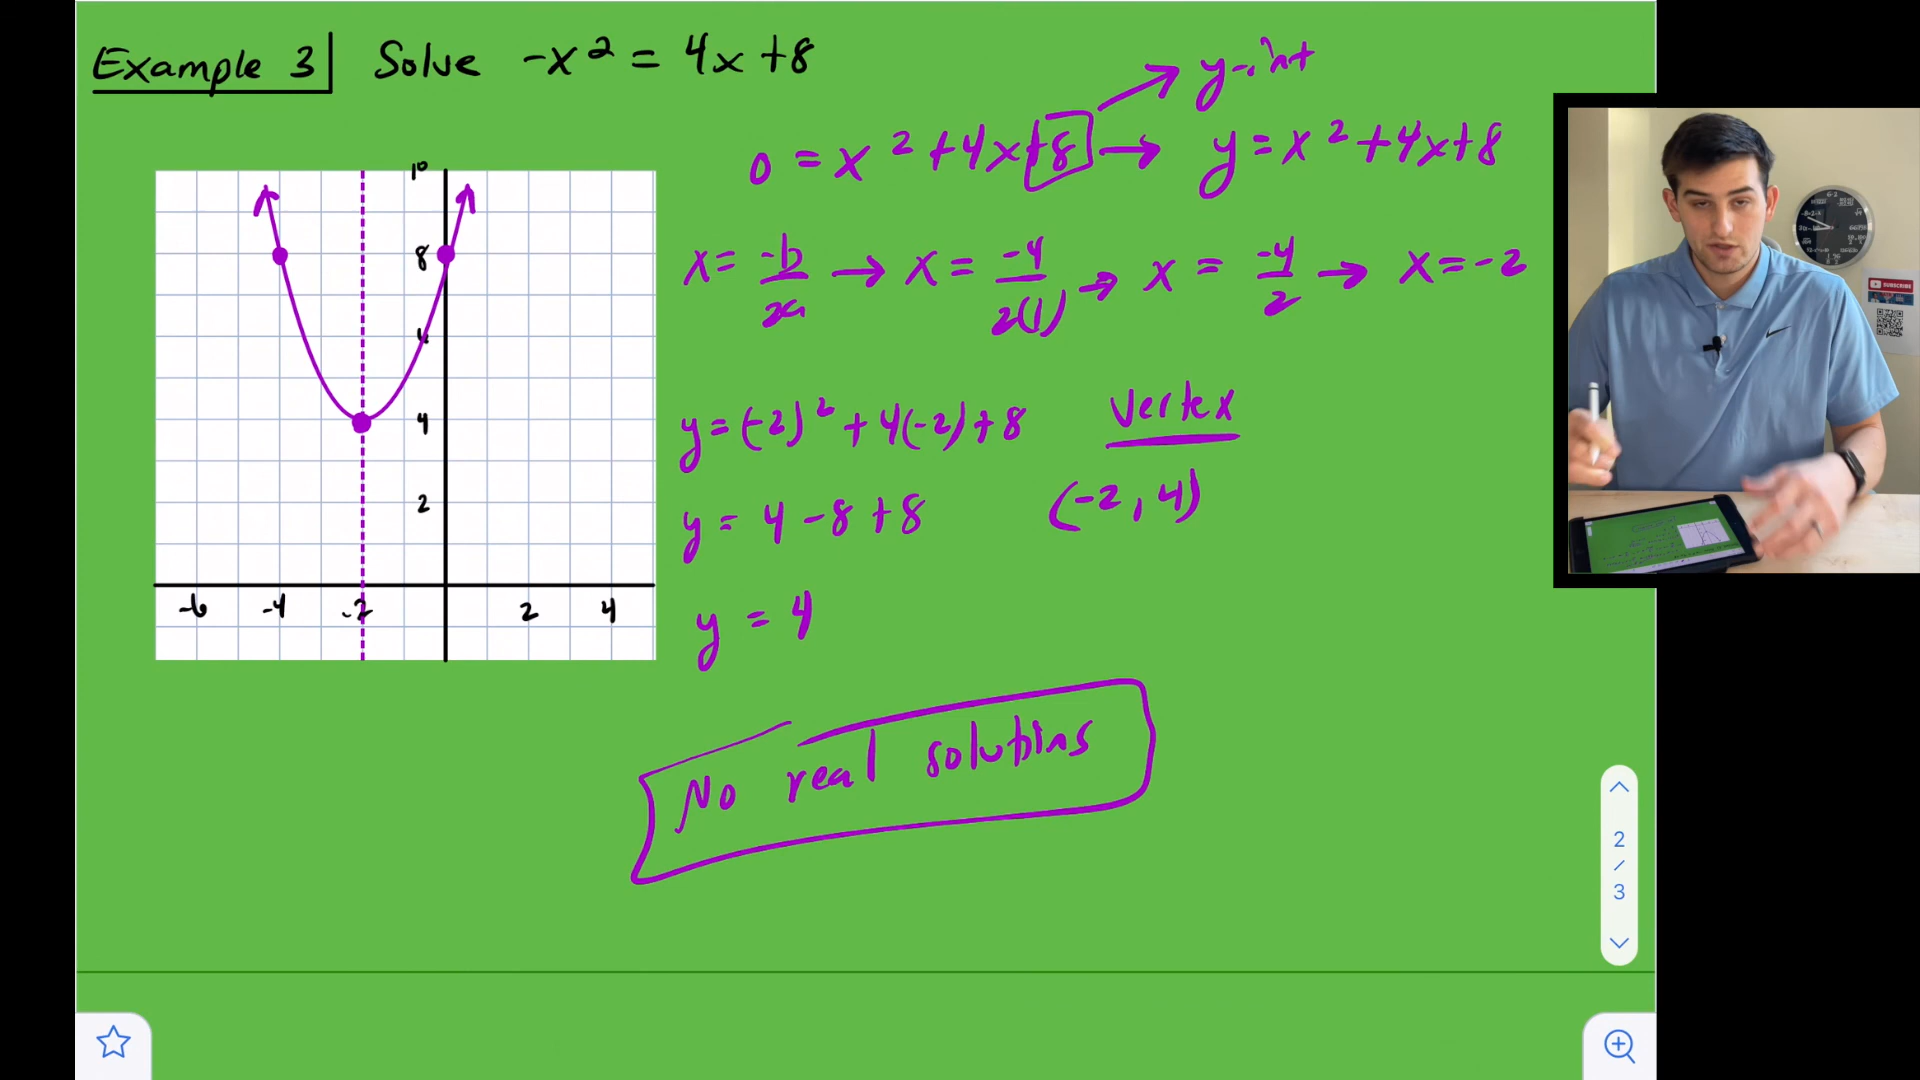 Example 3 Solve -x² = 4x + 8
y-int
0 = x² + 4x + 8 → y = x² + 4x + 8
x = -b/2a → x = -4/2(1) → x = -4/2 → x = -2
y = (-2)² + 4(-2) + 8
Vertex
y = 4 - 8 + 8
(-2, 4)
y = 4
No real solutions
10
8
6
4
2
-6 -4 -2 2 4
SUBSCRIBE
2
/
3